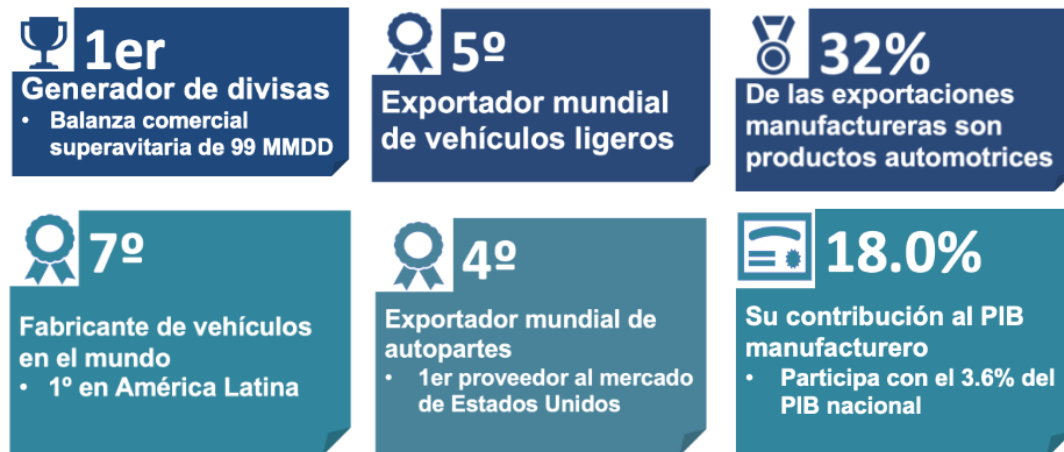 1er
Generador de divisas
• Balanza comercial
superavitaria de 99 MMDD
5º
Exportador mundial
de vehículos ligeros
32%
De las exportaciones
manufactureras son
productos automotrices
7º
Fabricante de vehículos
en el mundo
• 1º en América Latina
4º
Exportador mundial de
autopartes
• 1er proveedor al mercado
de Estados Unidos
18.0%
Su contribución al PIB
manufacturero
• Participa con el 3.6% del
PIB nacional